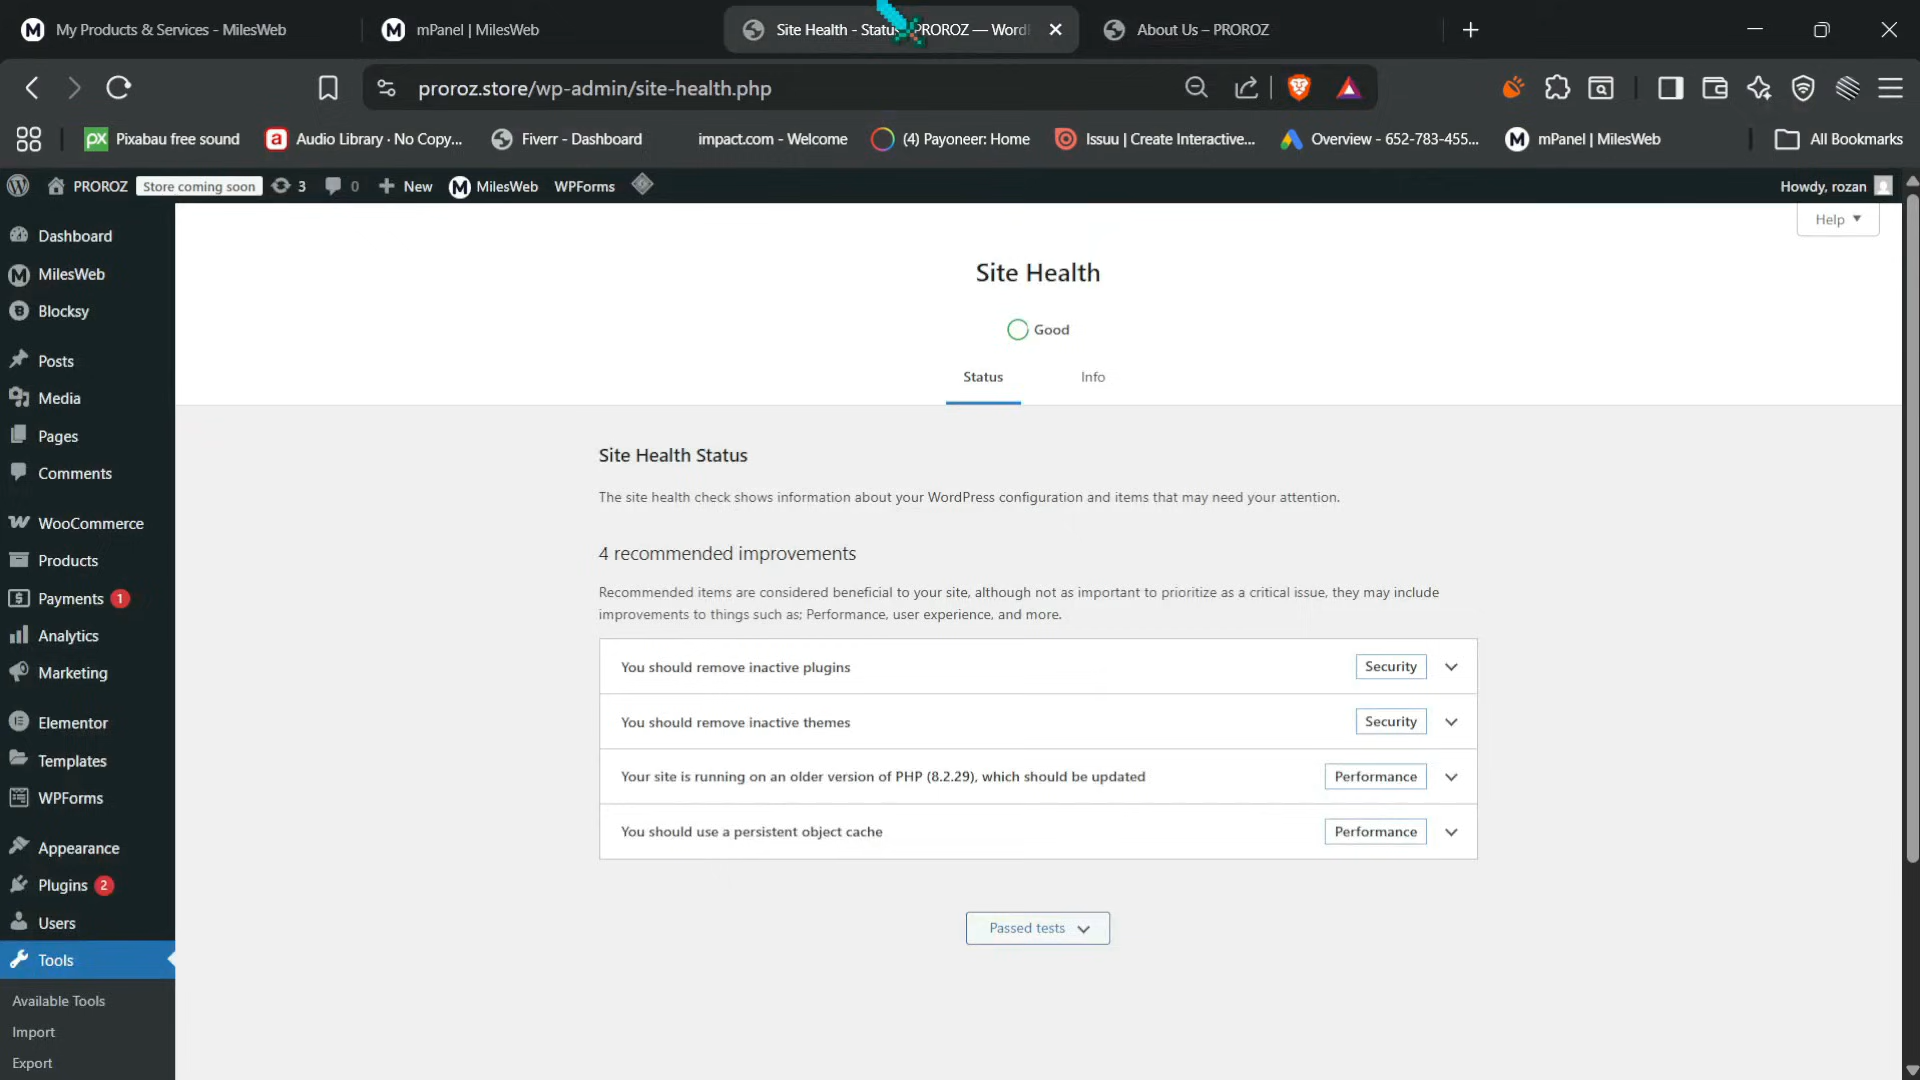 My Products & Services - MilesWeb
mPanel | MilesWeb
Site Health - Status PROROZ — Word
About Us – PROROZ
proroz.store/wp-admin/site-health.php
px Pixabau free sound
a Audio Library · No Copy...
Fiverr - Dashboard
impact.com - Welcome
(4) Payoneer: Home
Issuu | Create Interactive...
Overview - 652-783-455...
mPanel | MilesWeb
All Bookmarks
PROROZ
Store coming soon
3
0
New
MilesWeb
WPForms
Howdy, rozan
Help
Dashboard
MilesWeb
Blocksy
Posts
Media
Pages
Comments
WooCommerce
Products
Payments 1
Analytics
Marketing
Elementor
Templates
WPForms
Appearance
Plugins 2
Users
Tools
Available Tools
Import
Export
Site Health
Good
Status
Info
Site Health Status
The site health check shows information about your WordPress configuration and items that may need your attention.
4 recommended improvements
Recommended items are considered beneficial to your site, although not as important to prioritize as a critical issue, they may include
improvements to things such as; Performance, user experience, and more.
You should remove inactive plugins Security
You should remove inactive themes Security
Your site is running on an older version of PHP (8.2.29), which should be updated Performance
You should use a persistent object cache Performance
Passed tests